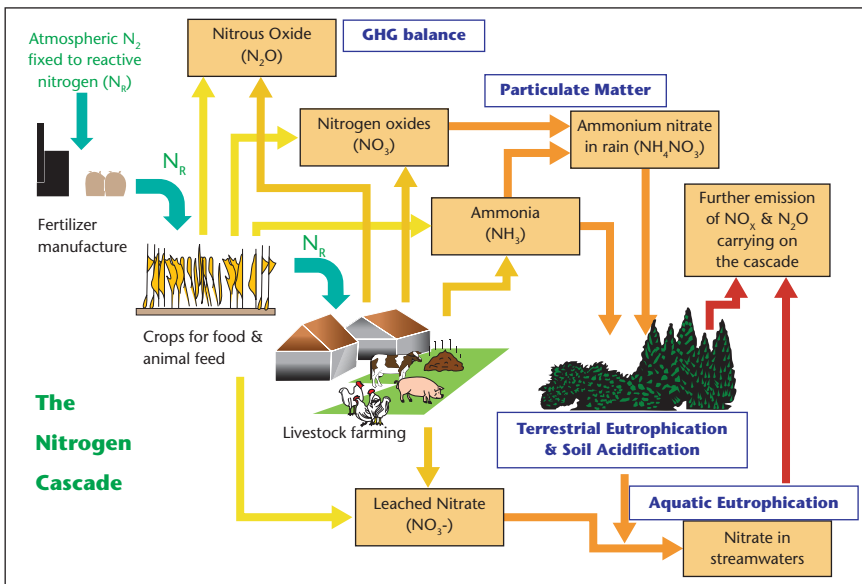 Atmospheric N₂
fixed to reactive
nitrogen (Nᵣ)
Nitrous Oxide
(N₂O)
GHG balance
Particulate Matter
Nitrogen oxides
(NO₃)
Ammonium nitrate
in rain (NH₄NO₃)
Nᵣ
Fertilizer
manufacture
Ammonia
(NH₃)
Further emission
of NOₓ & N₂O
carrying on
the cascade
Nᵣ
Crops for food &
animal feed
The
Nitrogen
Cascade
Livestock farming
Terrestrial Eutrophication
& Soil Acidification
Leached Nitrate
(NO₃-)
Aquatic Eutrophication
Nitrate in
streamwaters